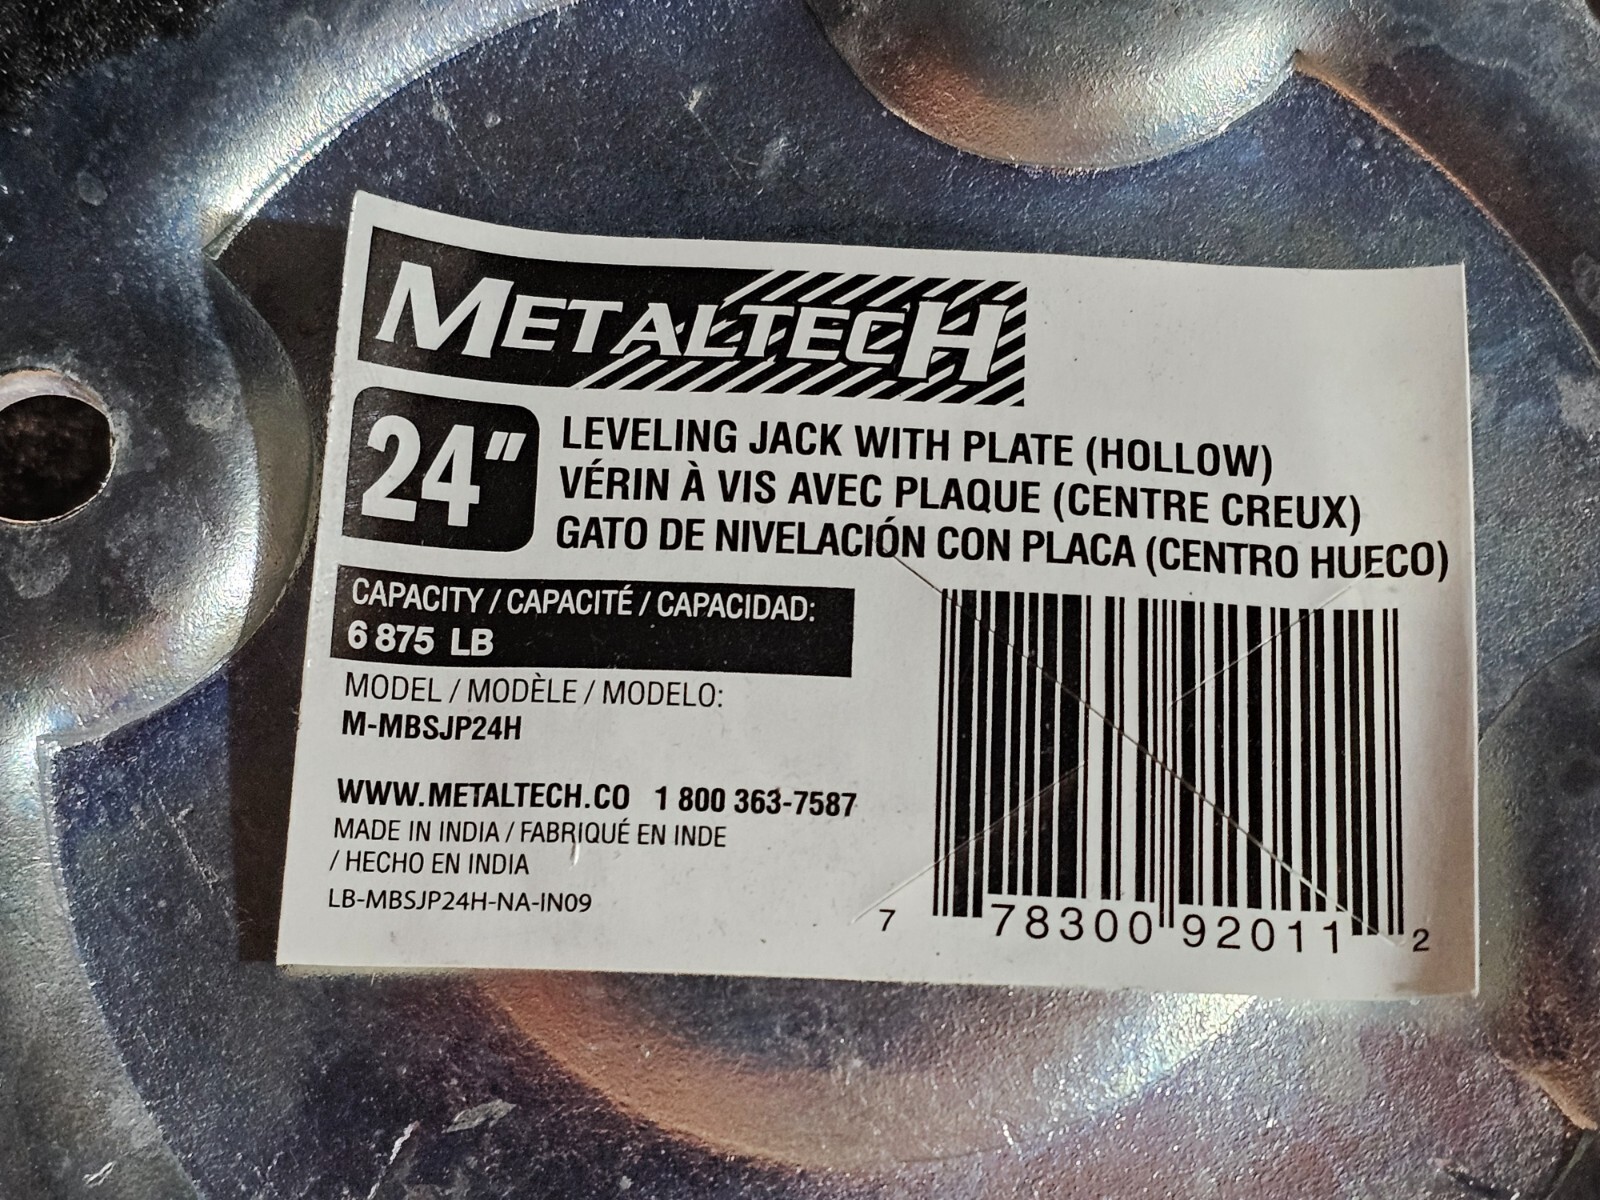 METALTECH
24"
LEVELING JACK WITH PLATE (HOLLOW)
VÉRIN À VIS AVEC PLAQUE (CENTRE CREUX)
GATO DE NIVELACIÓN CON PLACA (CENTRO HUECO)
CAPACITY / CAPACITÉ / CAPACIDAD:
6 875 LB
MODEL / MODÈLE / MODELO:
M-MBSJP24H
WWW.METALTECH.CO 1 800 363-7587
MADE IN INDIA / FABRIQUÉ EN INDE
/ HECHO EN INDIA
LB-MBSJP24H-NA-IN09
7 78300 92011 2